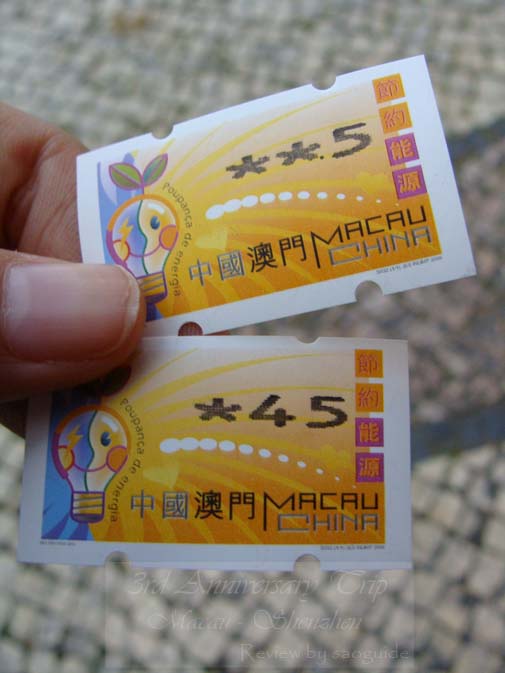 **.5
節約能源
Poupança de energia
中國澳門 MACAU
CHINA
*45
節約能源
Poupança de energia
中國澳門 MACAU
CHINA
3rd Anniversary Trip
Macau - Shenzhen
Review by saoguide